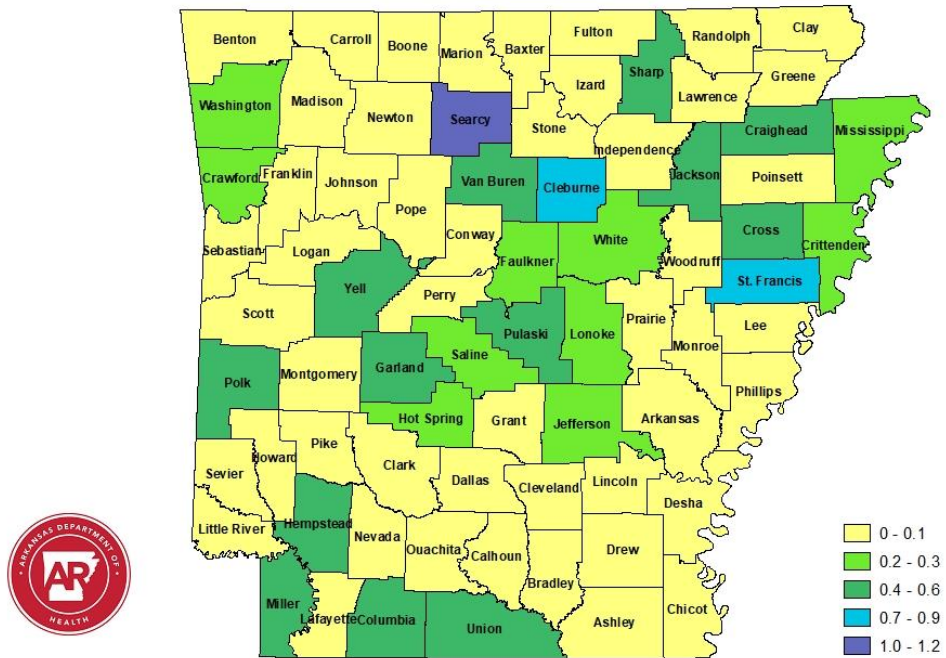 Benton
Carroll
Boone
Marion
Baxter
Fulton
Randolph
Clay
Sharp
Izard
Greene
Lawrence
Washington
Madison
Newton
Searcy
Stone
Independence
Craighead
Mississippi
Jackson
Poinsett
Crawford
Franklin
Johnson
Van Buren
Cleburne
Pope
Conway
White
Cross
Crittenden
Sebastian
Logan
Faulkner
Woodruff
St. Francis
Yell
Perry
Scott
Pulaski
Lonoke
Prairie
Lee
Monroe
Saline
Garland
Montgomery
Polk
Phillips
Hot Spring
Grant
Jefferson
Arkansas
Pike
Howard
Clark
Sevier
Dallas
Cleveland
Lincoln
Desha
Little River
Hempstead
Nevada
Ouachita
Calhoun
Drew
Bradley
Miller
Lafayette
Columbia
Union
Ashley
Chicot
ARKANSAS DEPARTMENT OF
AR
HEALTH
0 - 0.1
0.2 - 0.3
0.4 - 0.6
0.7 - 0.9
1.0 - 1.2